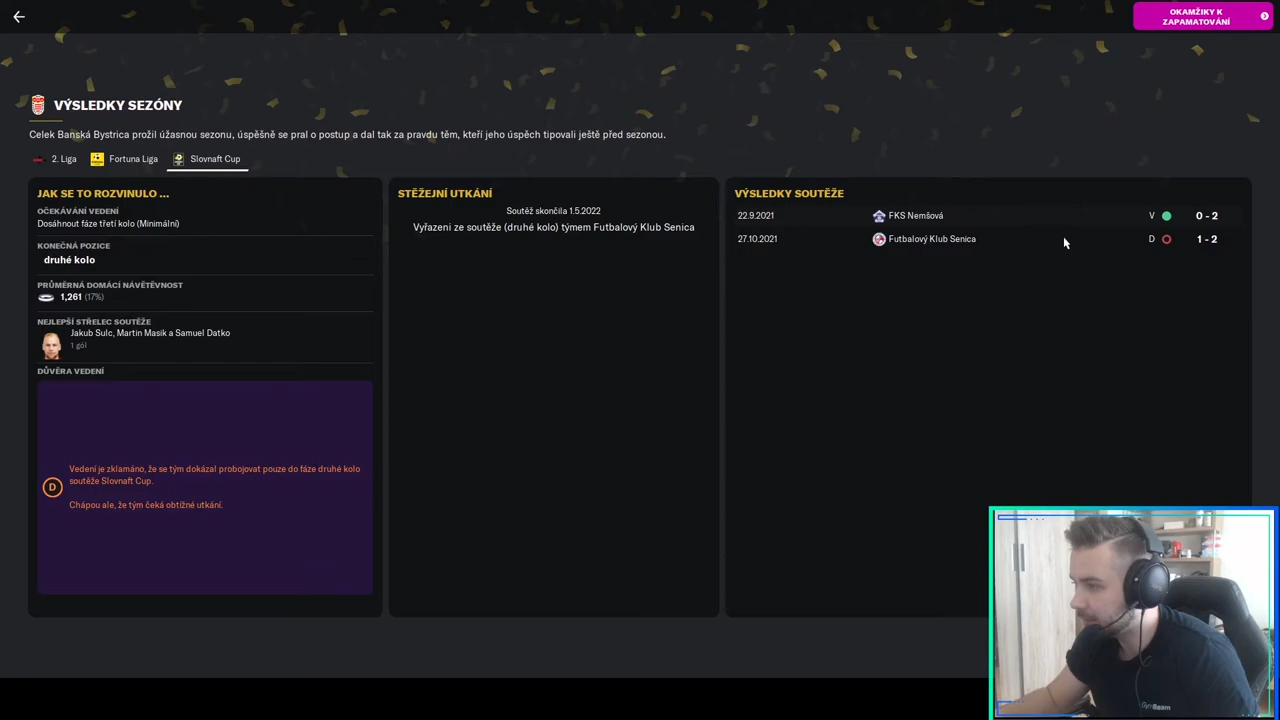 OKAMŽIKY K
ZAPAMATOVÁNÍ
VÝSLEDKY SEZÓNY
Celek Banská Bystrica prožil úžasnou sezonu, úspěšně se pral o postup a dal tak za pravdu těm, kteří jeho úspěch tipovali ještě před sezonou.
2. Liga Fortuna Liga Slovnaft Cup
JAK SE TO ROZVINULO ...
OČEKÁVÁNÍ VEDENÍ
Dosáhnout fáze třetí kolo (Minimální)
KONEČNÁ POZICE
druhé kolo
PRŮMĚRNÁ DOMÁCÍ NÁVŠTĚVNOST
1,261 (17%)
NEJLEPŠÍ STŘELEC SOUTĚŽE
Jakub Sulc, Martin Masik a Samuel Datko
1 gól
DŮVĚRA VEDENÍ
D
Vedení je zklamáno, že se tým dokázal probojovat pouze do fáze druhé kolo
soutěže Slovnaft Cup.
Chápou ale, že tým čeká obtížné utkání.
STĚŽEJNÍ UTKÁNÍ
Soutěž skončila 1.5.2022
Vyřazeni ze soutěže (druhé kolo) týmem Futbalový Klub Senica
VÝSLEDKY SOUTĚŽE
22.9.2021 FKS Nemšová V 0 - 2
27.10.2021 Futbalový Klub Senica D 1 - 2
GymBeam